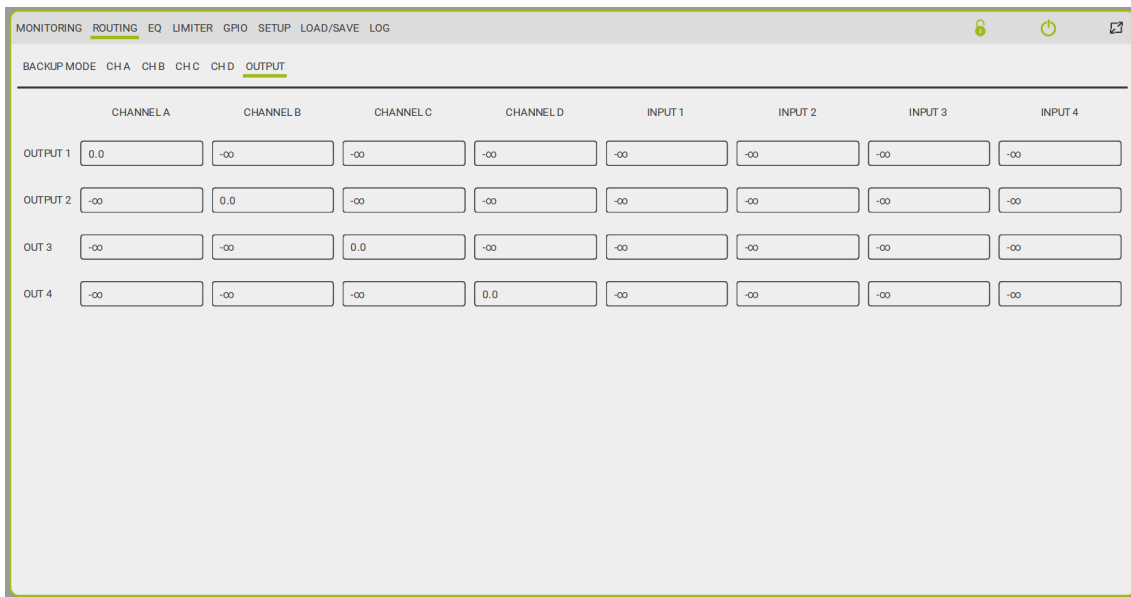 MONITORING ROUTING EQ LIMITER GPIO SETUP LOAD/SAVE LOG
BACKUP MODE CH A CH B CH C CH D OUTPUT
CHANNEL A CHANNEL B CHANNEL C CHANNEL D INPUT 1 INPUT 2 INPUT 3 INPUT 4
OUTPUT 1 0.0 -∞ -∞ -∞ -∞ -∞ -∞ -∞
OUTPUT 2 -∞ 0.0 -∞ -∞ -∞ -∞ -∞ -∞
OUT 3 -∞ -∞ 0.0 -∞ -∞ -∞ -∞ -∞
OUT 4 -∞ -∞ -∞ 0.0 -∞ -∞ -∞ -∞